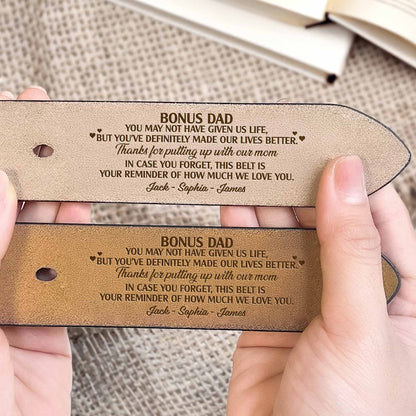 BONUS DAD
YOU MAY NOT HAVE GIVEN US LIFE,
BUT YOU'VE DEFINITELY MADE OUR LIVES BETTER.
Thanks for putting up with our mom
IN CASE YOU FORGET, THIS BELT IS
YOUR REMINDER OF HOW MUCH WE LOVE YOU.
Jack - Sophia - James
BONUS DAD
YOU MAY NOT HAVE GIVEN US LIFE,
BUT YOU'VE DEFINITELY MADE OUR LIVES BETTER.
Thanks for putting up with our mom
IN CASE YOU FORGET, THIS BELT IS
YOUR REMINDER OF HOW MUCH WE LOVE YOU.
Jack - Sophia - James